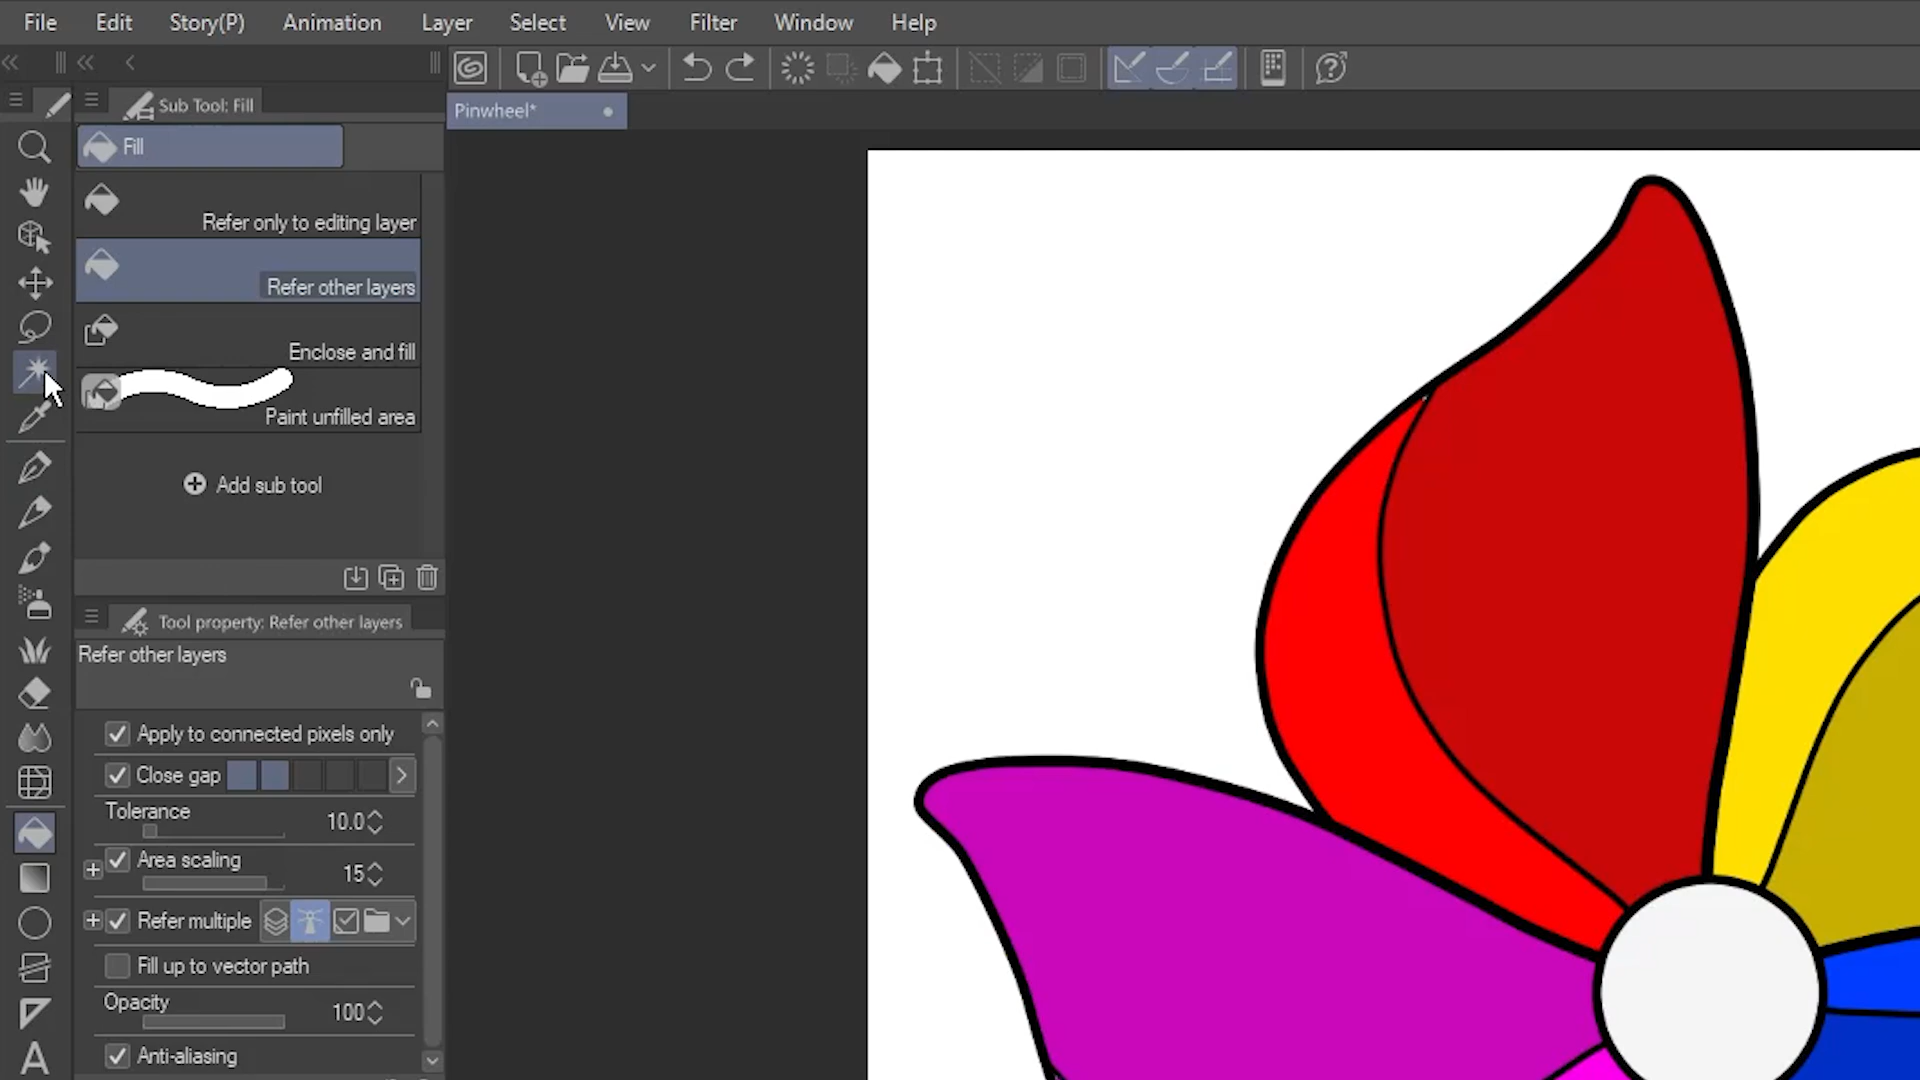 File Edit Story(P) Animation Layer Select View Filter Window Help
Sub Tool: Fill
Pinwheel*
Fill
Refer only to editing layer
Refer other layers
Enclose and fill
Paint unfilled area
Add sub tool
Tool property: Refer other layers
Refer other layers
Apply to connected pixels only
Close gap
Tolerance 10.0
Area scaling 15
Refer multiple
Fill up to vector path
Opacity 100
Anti-aliasing